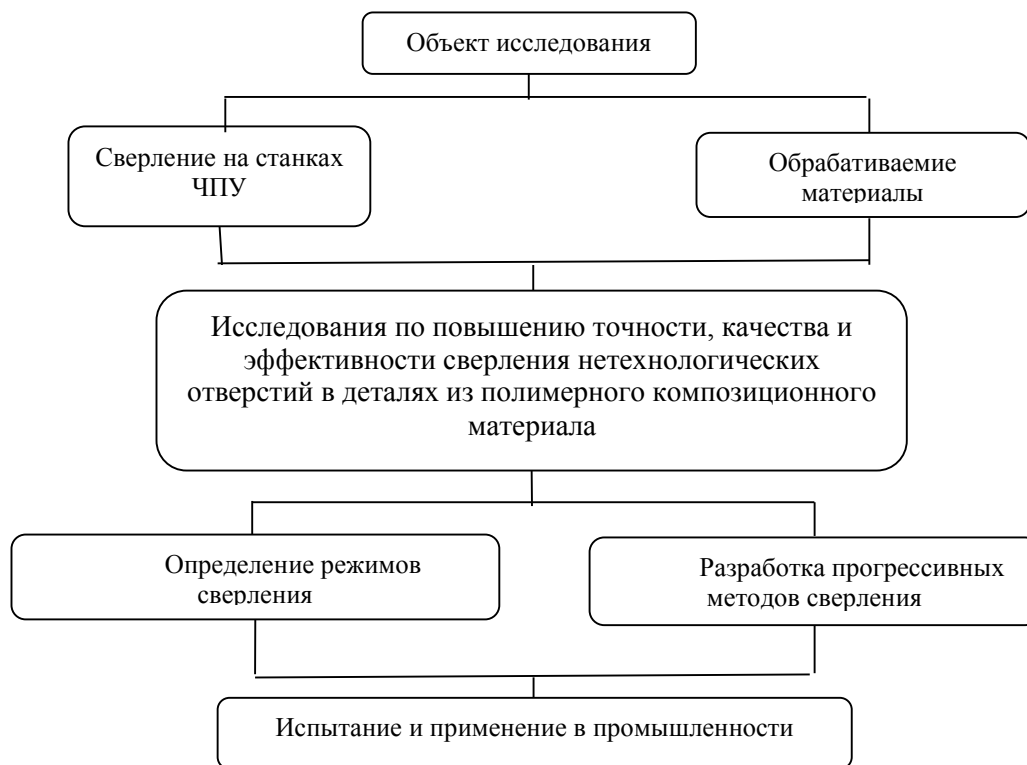 Объект исследования
Сверление на станках
ЧПУ
Обрабативаемие
материалы
Исследования по повышению точности, качества и
эффективности сверления нетехнологических
отверстий в деталях из полимерного композиционного
материала
Определение режимов
сверления
Разработка прогрессивных
методов сверления
Испытание и применение в промышленности